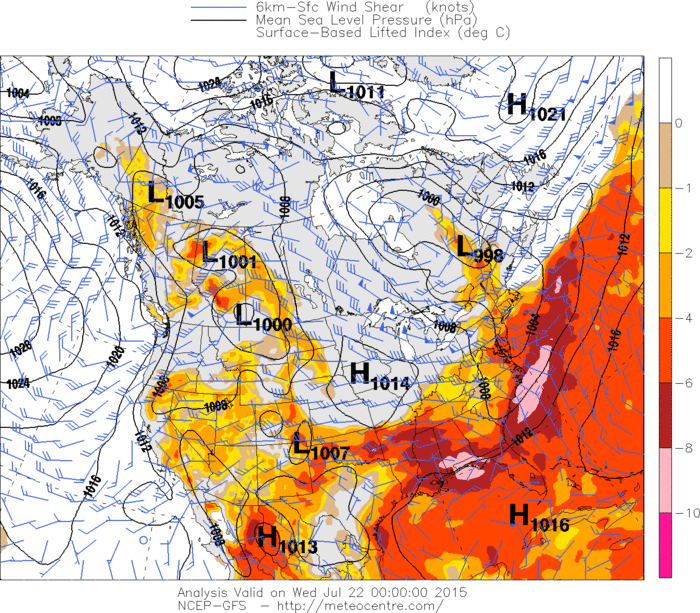 6km-Sfc Wind Shear (knots)
Mean Sea Level Pressure (hPa)
Surface-Based Lifted Index (deg C)
1004
1008
1024
1016
L1011
H1021
1012
1016
1012
1016
L1005
1008
1000
1012
L1001
L998
1012
0
-1
-2
-4
-6
-8
-10
L1000
1008
1004
1016
1028
1020
1024
H1014
1008
1008
1008
1008
1012
L1007
1012
1016
1008
H1013
H1016
Analysis Valid on Wed Jul 22 00:00:00 2015
NCEP-GFS - http://meteocentre.com/